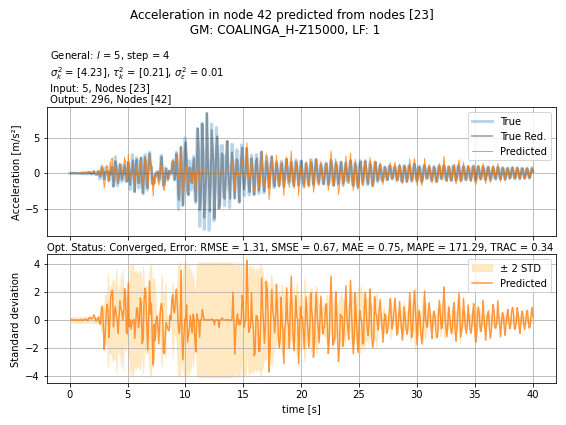 Acceleration in node 42 predicted from nodes [23]
GM: COALINGA_H-Z15000, LF: 1
General: l = 5, step = 4
σ²ₖ = [4.23], τ²ₖ = [0.21], σ²ε = 0.01
Input: 5, Nodes [23]
Output: 296, Nodes [42]
Acceleration [m/s²]
5
0
−5
True
True Red.
Predicted
Opt. Status: Converged, Error: RMSE = 1.31, SMSE = 0.67, MAE = 0.75, MAPE = 171.29, TRAC = 0.34
Standard deviation
4
2
0
−2
−4
± 2 STD
Predicted
0 5 10 15 20 25 30 35 40
time [s]